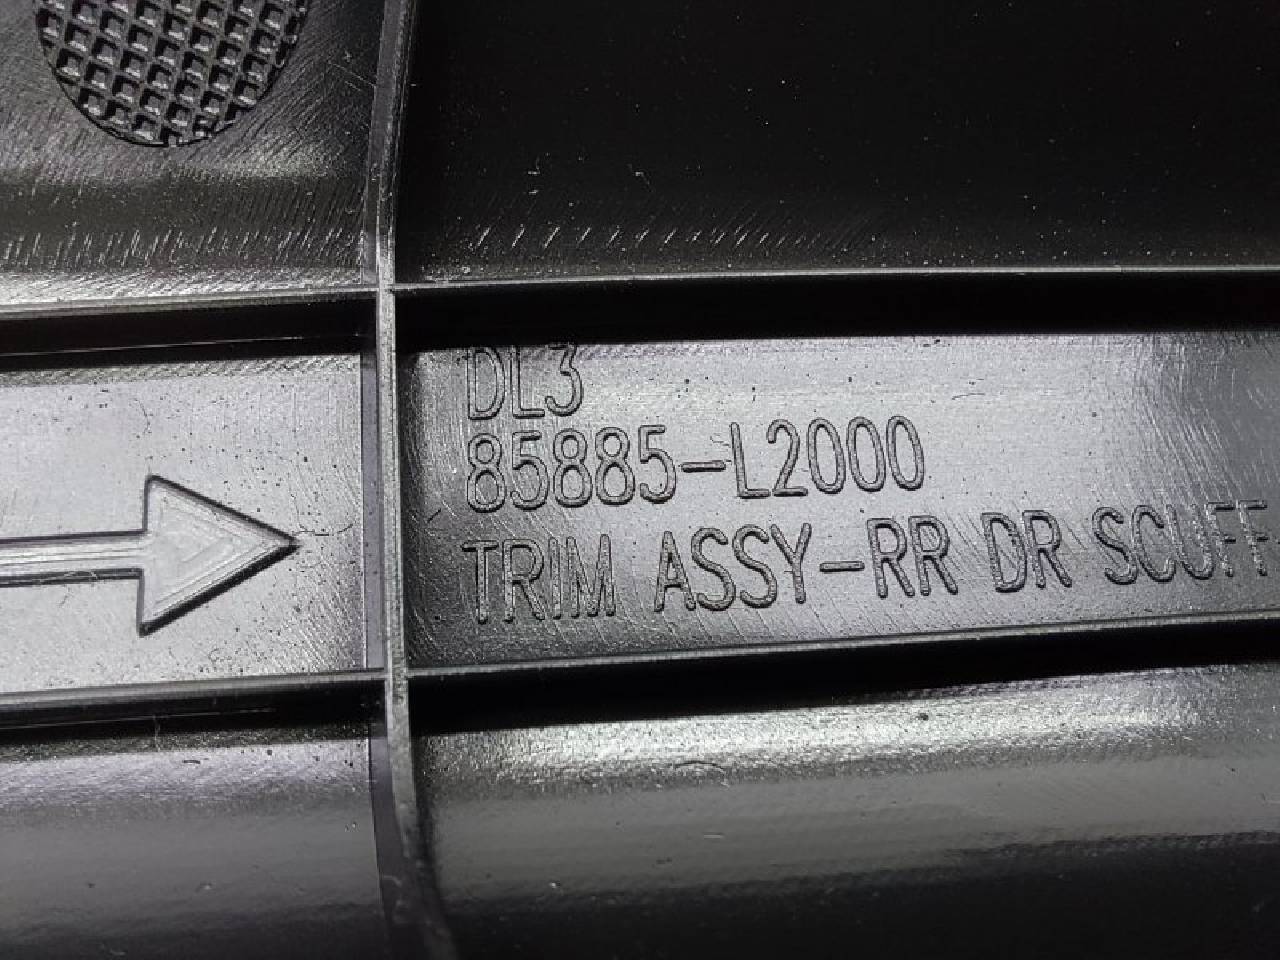 DL3
85885-L2000
TRIM ASSY-RR DR SCUFF